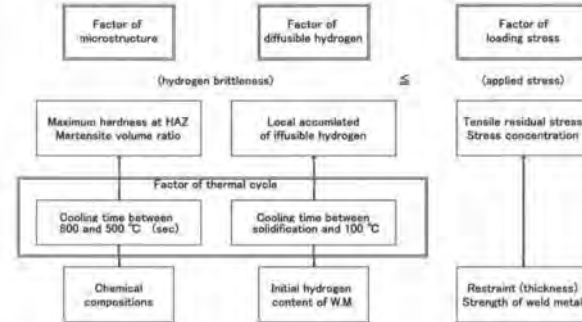 Factor of
microstructure
Factor of
diffusible hydrogen
Factor of
loading stress
(hydrogen brittleness)
≦
(applied stress)
Maximum hardness at HAZ
Mertensite volume ratio
Local accumlated
of iffusible hydrogen
Tensile residual stress
Stress concentration
Factor of thermal cycle
Cooling time between
800 and 500 ℃ (sec)
Cooling time between
solidification and 100 ℃
Chemical
compositions
Initial hydrogen
content of W.M.
Restraint (thickness)
Strength of weld metal